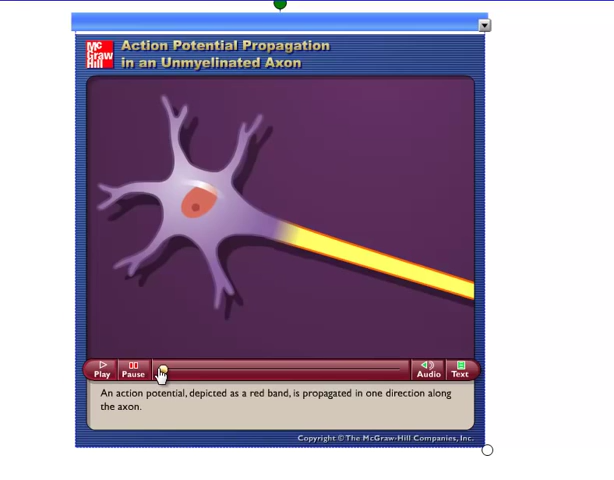 Mc
Graw
Hill
Action Potential Propagation
in an Unmyelinated Axon
Play
Pause
Audio
Text
An action potential, depicted as a red band, is propagated in one direction along
the axon.
Copyright © The McGraw-Hill Companies, Inc.